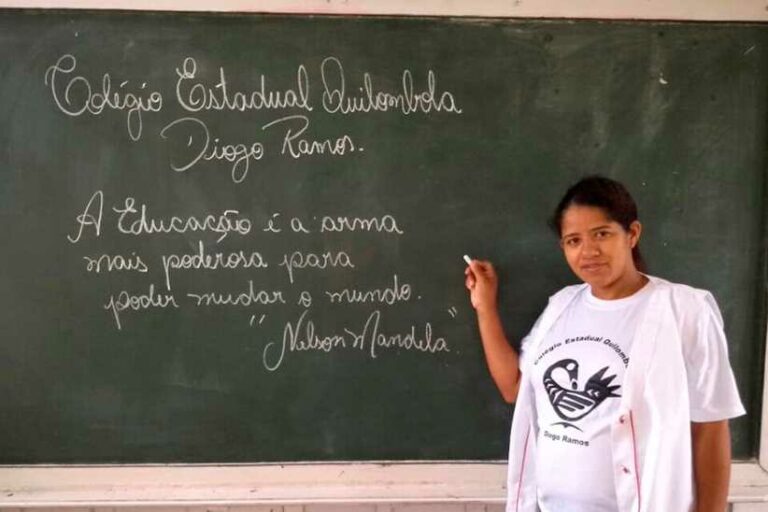 Colégio Estadual Quilombola
Diogo Ramos.
A Educação é a arma
mais poderosa para
poder mudar o mundo.
"Nelson Mandela".
Colégio Estadual
Diogo Ramos